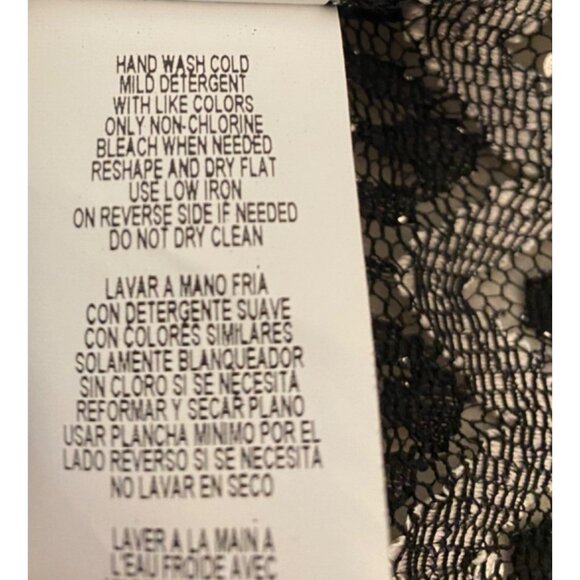 HAND WASH COLD
MILD DETERGENT
WITH LIKE COLORS
ONLY NON-CHLORINE
BLEACH WHEN NEEDED
RESHAPE AND DRY FLAT
USE LOW IRON
ON REVERSE SIDE IF NEEDED
DO NOT DRY CLEAN
LAVAR A MANO FRIA
CON DETERGENTE SUAVE
CON COLORES SIMILARES
SOLAMENTE BLANQUEADOR
SIN CLORO SI SE NECESITA
REFORMAR Y SECAR PLANO
USAR PLANCHA MINIMO POR EL
LADO REVERSO SI SE NECESITA
NO LAVAR EN SECO
LAVER A LA MAIN A
L'EAU FROIDE AVEC